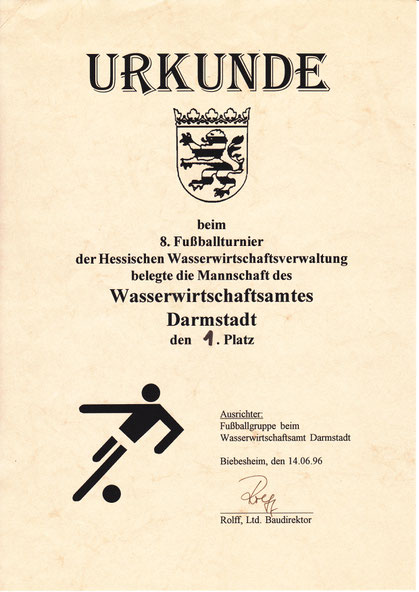 URKUNDE
beim
8. Fußballturnier
der Hessischen Wasserwirtschaftsverwaltung
belegte die Mannschaft des
Wasserwirtschaftsamtes
Darmstadt
den 1. Platz
Ausrichter:
Fußballgruppe beim
Wasserwirtschaftsamt Darmstadt
Biebesheim, den 14.06.96
Rolff, Ltd. Baudirektor